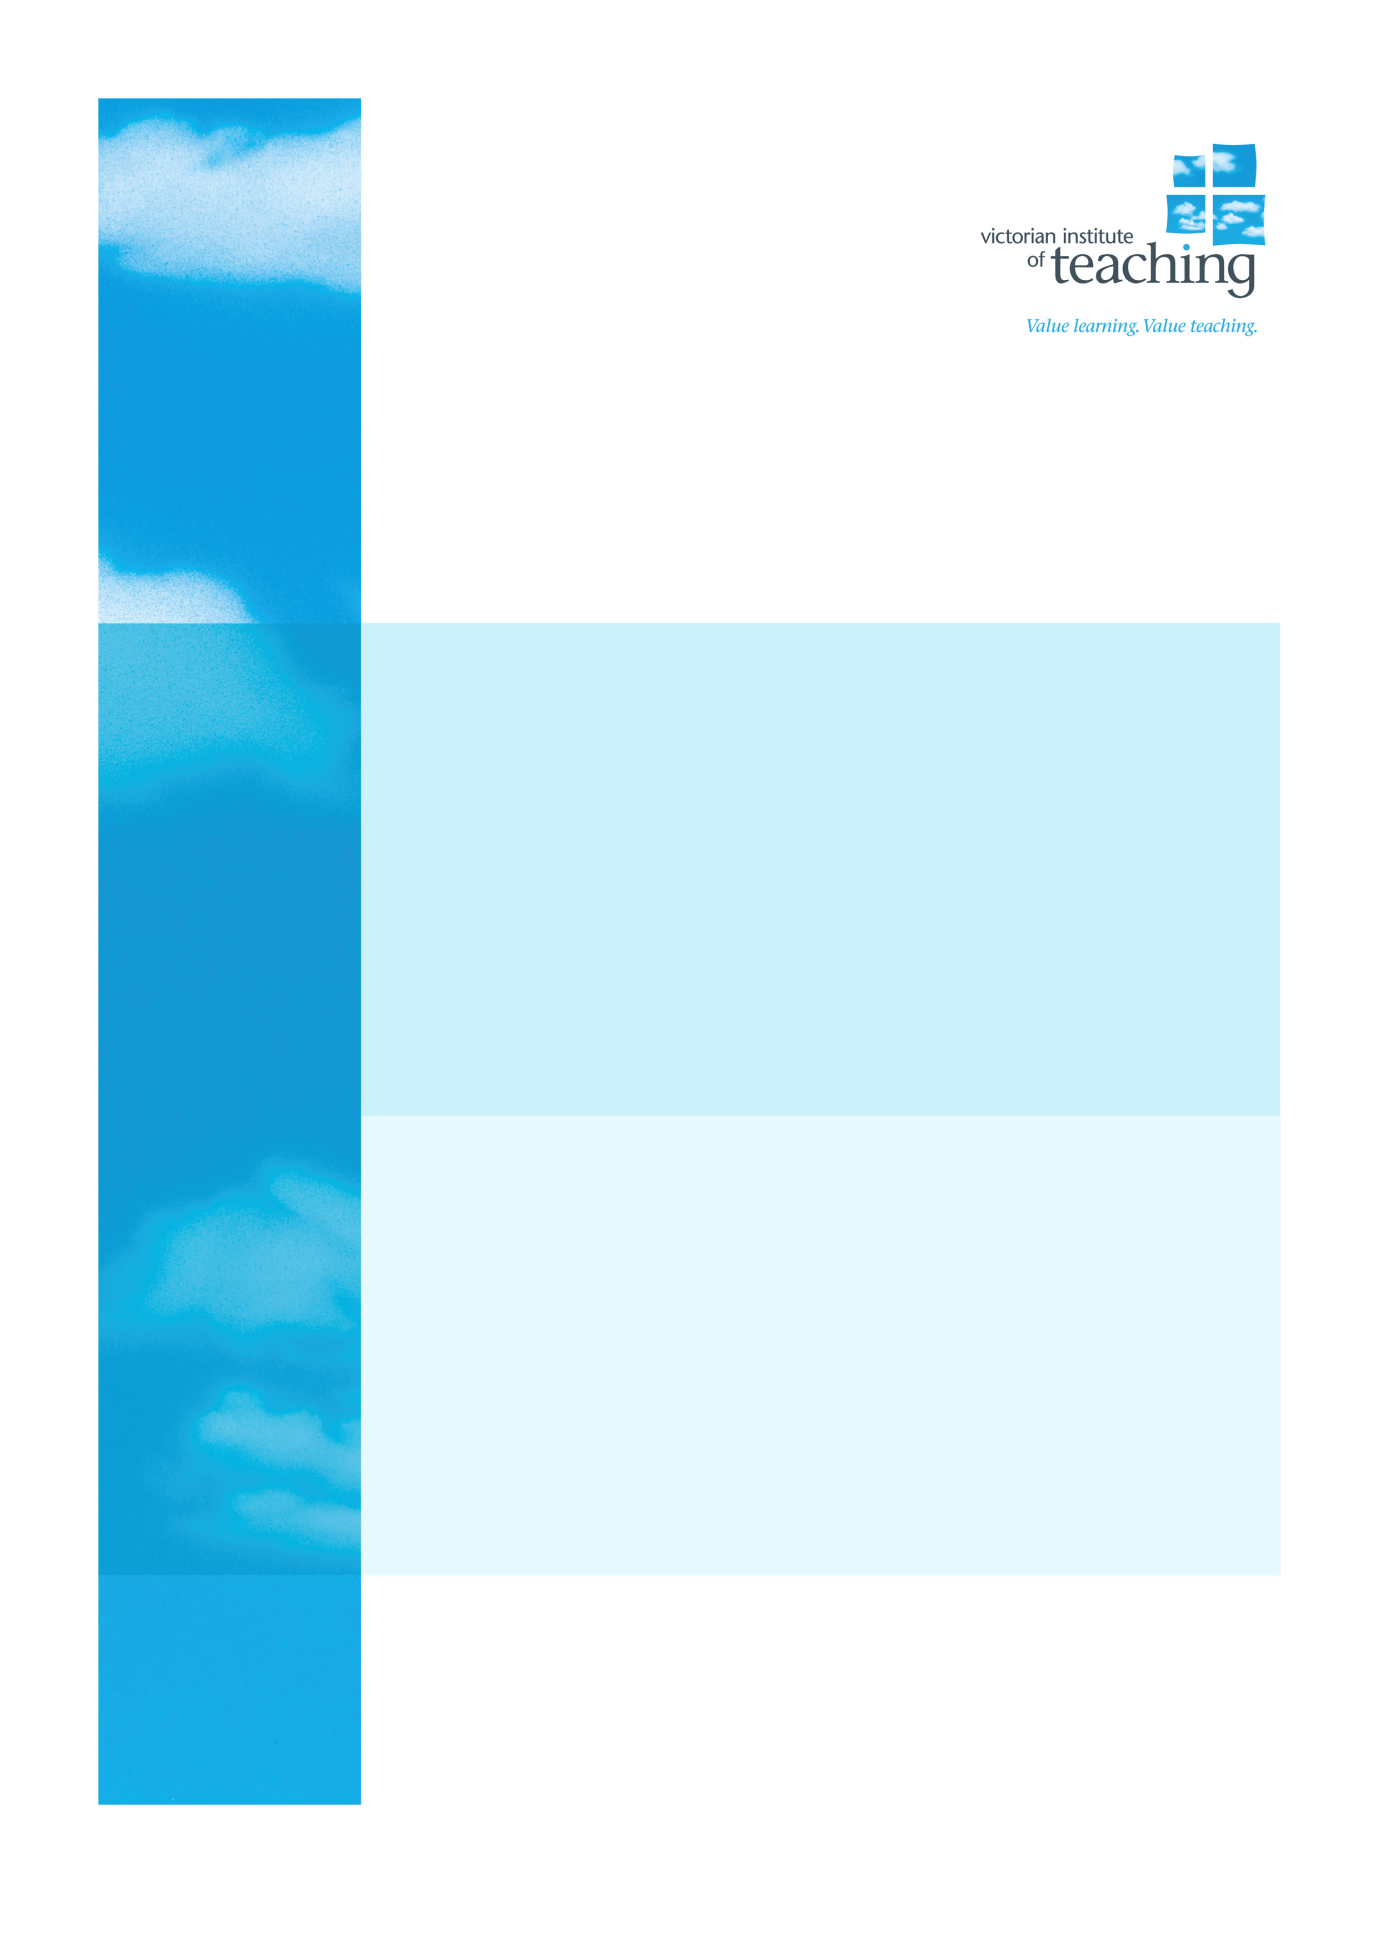 victorian institute
of teaching
Value learning. Value teaching.